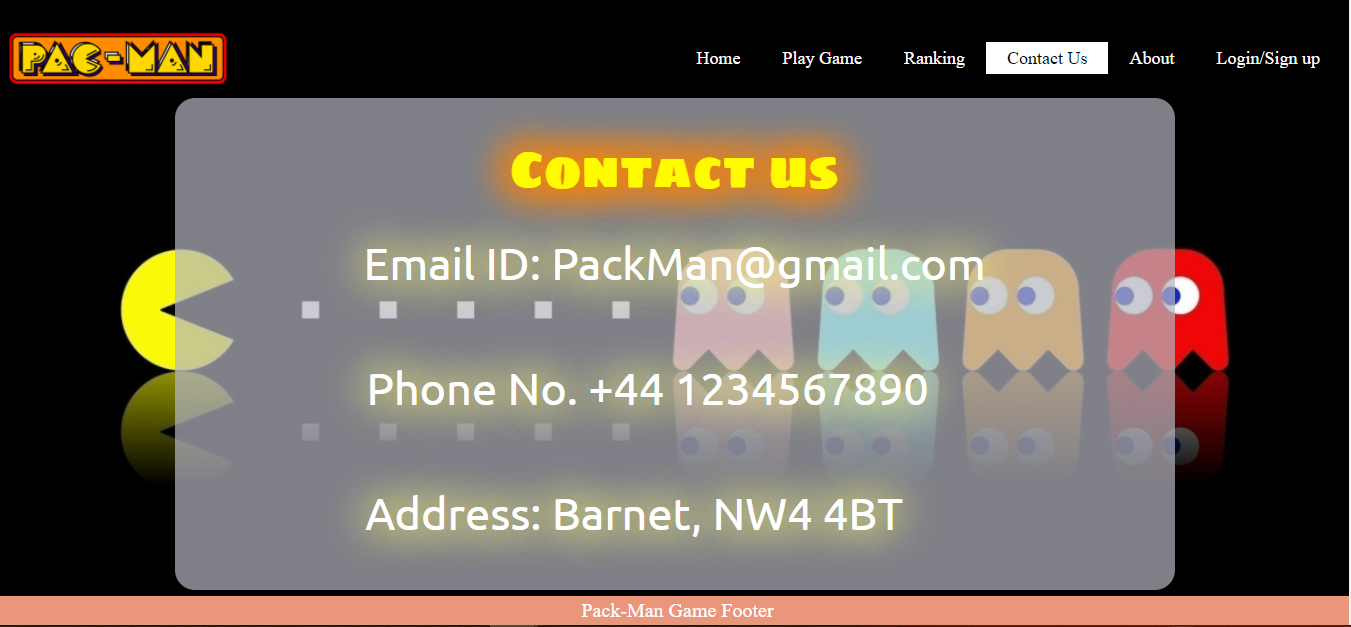 PAC-MAN
Home Play Game Ranking Contact Us About Login/Sign up
Contact us
Email ID: PackMan@gmail.com
Phone No. +44 1234567890
Address: Barnet, NW4 4BT
Pack-Man Game Footer